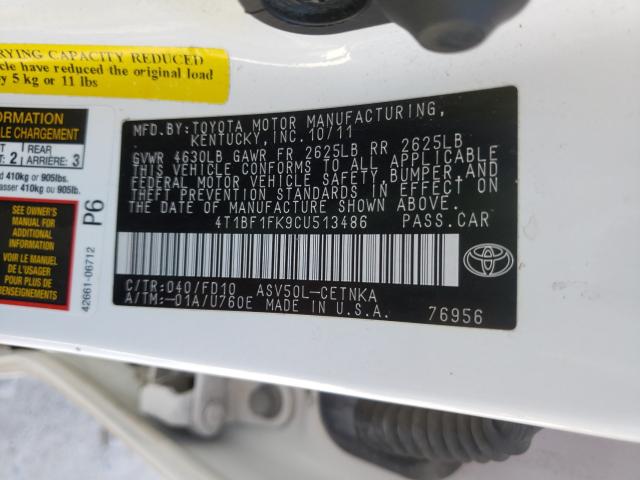 RYING CAPACITY REDUCED
cle have reduced the original load
y 5 kg or 11 lbs
NFORMATION
LE CHARGEMENT
T: 2 REAR ARRIÈRE: 3
d 410kg or 905lbs.
asser 410kg ou 905lb.
SEE OWNER'S
MANUAL FOR
ADDITIONAL
INFORMATION
VOIR LE MANUEL
DE L'USAGER
POUR PLUS DE
RENSEIGNEMENTS
P6
42661-06712
MFD.BY:TOYOTA MOTOR MANUFACTURING,
KENTUCKY, INC. 10/11
GVWR 4630LB GAWR FR 2625LB RR 2625LB
THIS VEHICLE CONFORMS TO ALL APPLICABLE
FEDERAL MOTOR VEHICLE SAFETY,BUMPER,AND
THEFT PREVENTION STANDARDS IN EFFECT ON
THE DATE OF MANUFACTURE SHOWN ABOVE.
4T1BF1FK9CU513486 PASS.CAR
C/TR:040/FD10 ASV50L-CETNKA
A/TM:-01A/U760E MADE IN U.S.A.
76956
TOYOTA